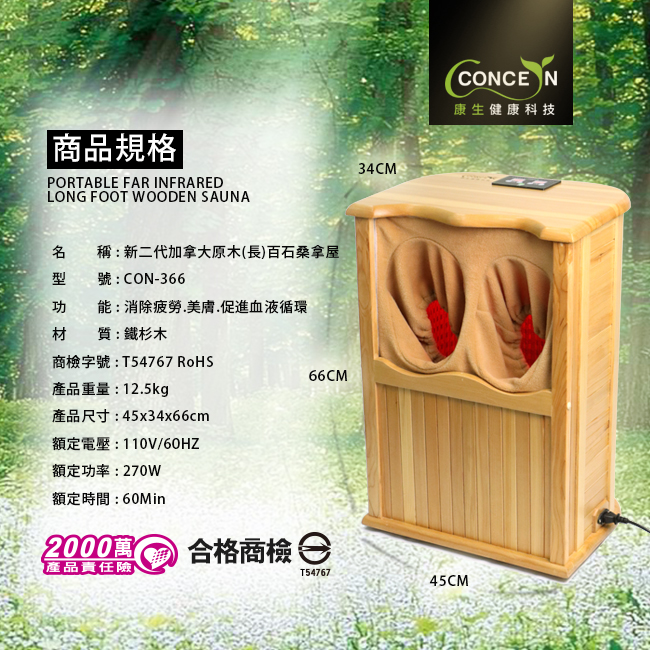 CONCERN
康生健康科技
商品規格
PORTABLE FAR INFRARED
LONG FOOT WOODEN SAUNA
34CM
名 稱：新二代加拿大原木(長)百石桑拿屋
型 號：CON-366
功 能：消除疲勞.美膚.促進血液循環
材 質：鐵杉木
商檢字號：T54767 RoHS
66CM
產品重量：12.5kg
產品尺寸：45x34x66cm
額定電壓：110V/60HZ
額定功率：270W
額定時間：60Min
2000萬
產品責任險
合格商檢
T54767
45CM